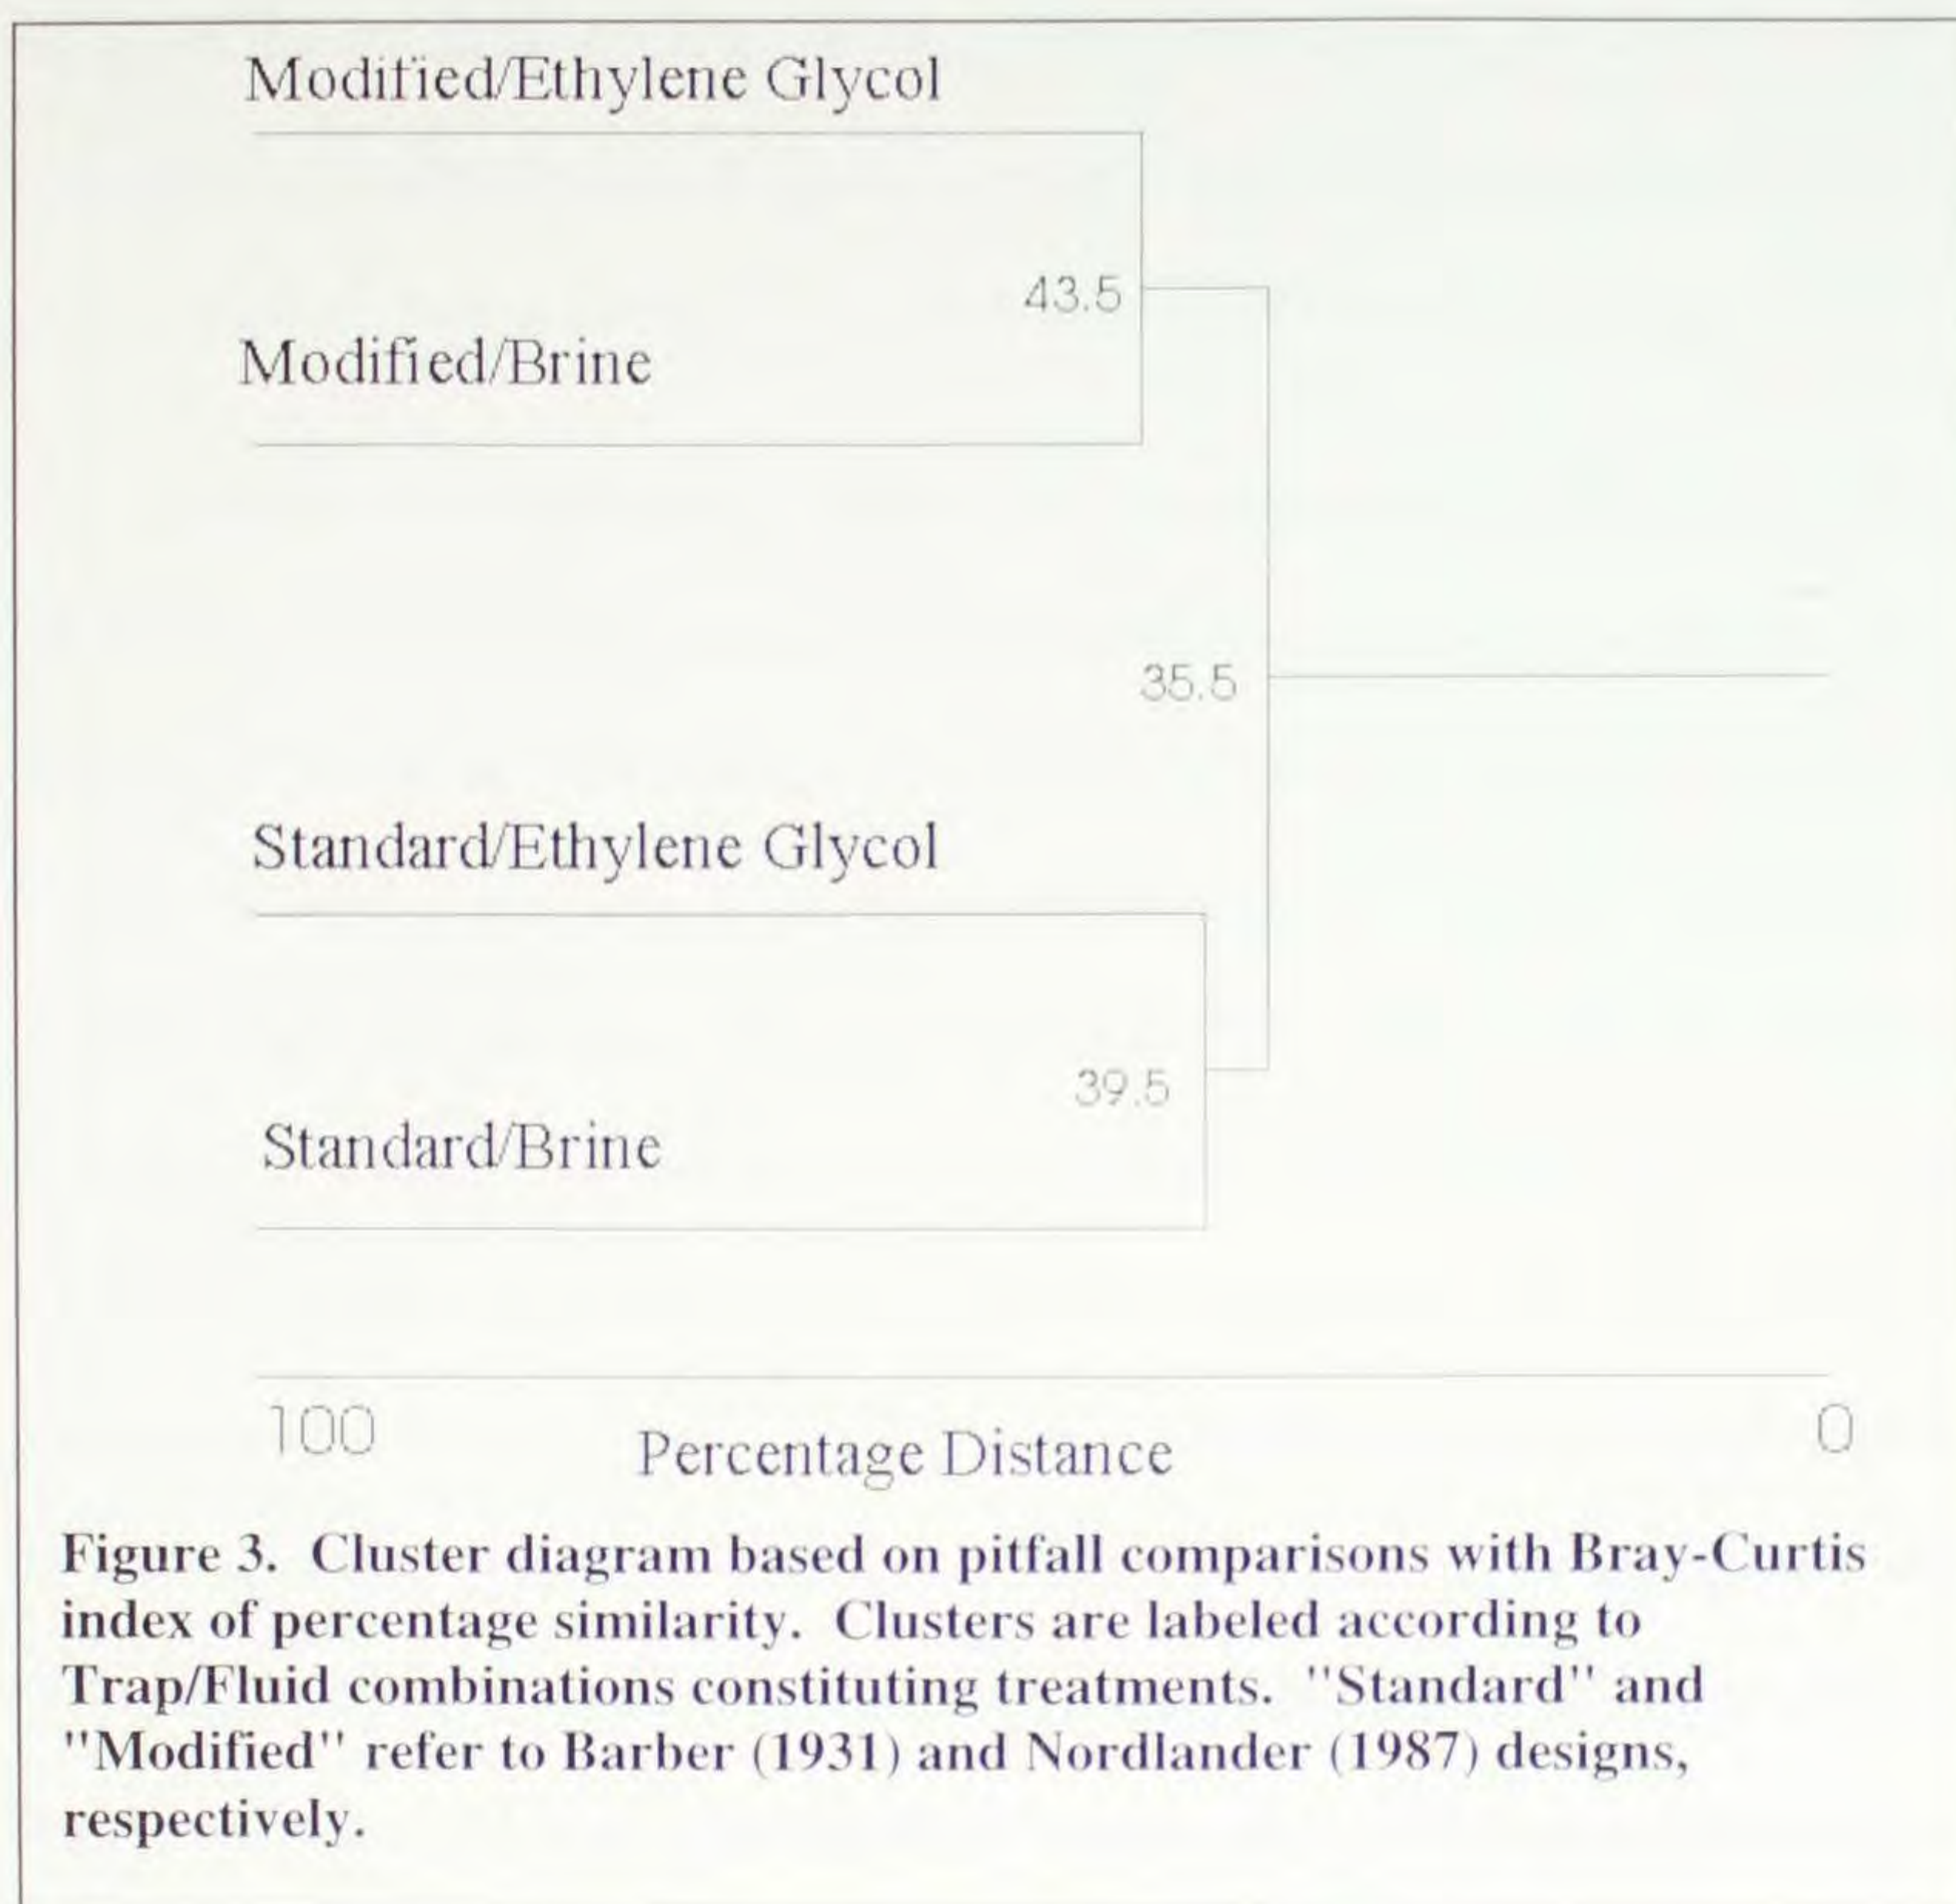 Modified/Ethylene Glycol
43.5
Modified/Brine
35.5
Standard/Ethylene Glycol
39.5
Standard/Brine
100
0
Percentage Distance
Figure 3. Cluster diagram based on pitfall comparisons with Bray-Curtis
index of percentage similarity. Clusters are labeled according to
Trap/Fluid combinations constituting treatments. "Standard" and
"Modified" refer to Barber (1931) and Nordlander (1987) designs,
respectively.